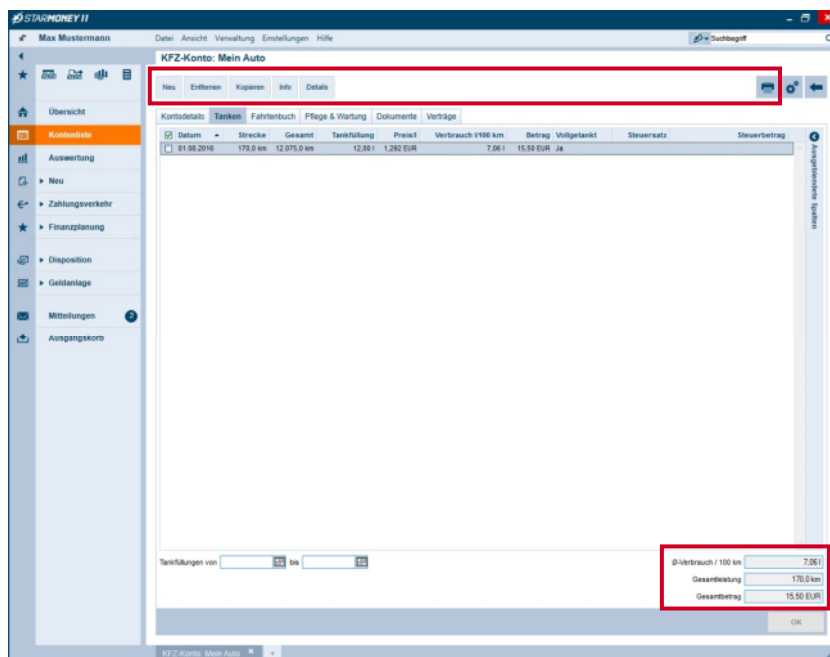 STARMONEY 11
Max Mustermann
Datei Ansicht Verwaltung Einstellungen Hilfe
Suchbegriff
KFZ-Konto: Mein Auto
Neu Entfernen Kopieren Info Details
Kontodetails Tanken Fahrtenbuch Pflege & Wartung Dokumente Verträge
Datum Strecke Gesamt Tankfüllung Preis/l Verbrauch l/100 km Betrag Vollgetankt Steuersatz Steuerbetrag
01.08.2016 170,0 km 12.075,0 km 12,00 l 1,292 EUR 7,06 l 15,50 EUR Ja
Ausgeblendete Spalten
Übersicht
Kontenliste
Auswertung
Neu
Zahlungsverkehr
Finanzplanung
Disposition
Geldanlage
Mitteilungen 2
Ausgangskorb
Tankfüllungen von bis
Ø-Verbrauch / 100 km 7,06 l
Gesamtleistung 170,0 km
Gesamtbetrag 15,50 EUR
OK
KFZ-Konto: Mein Auto